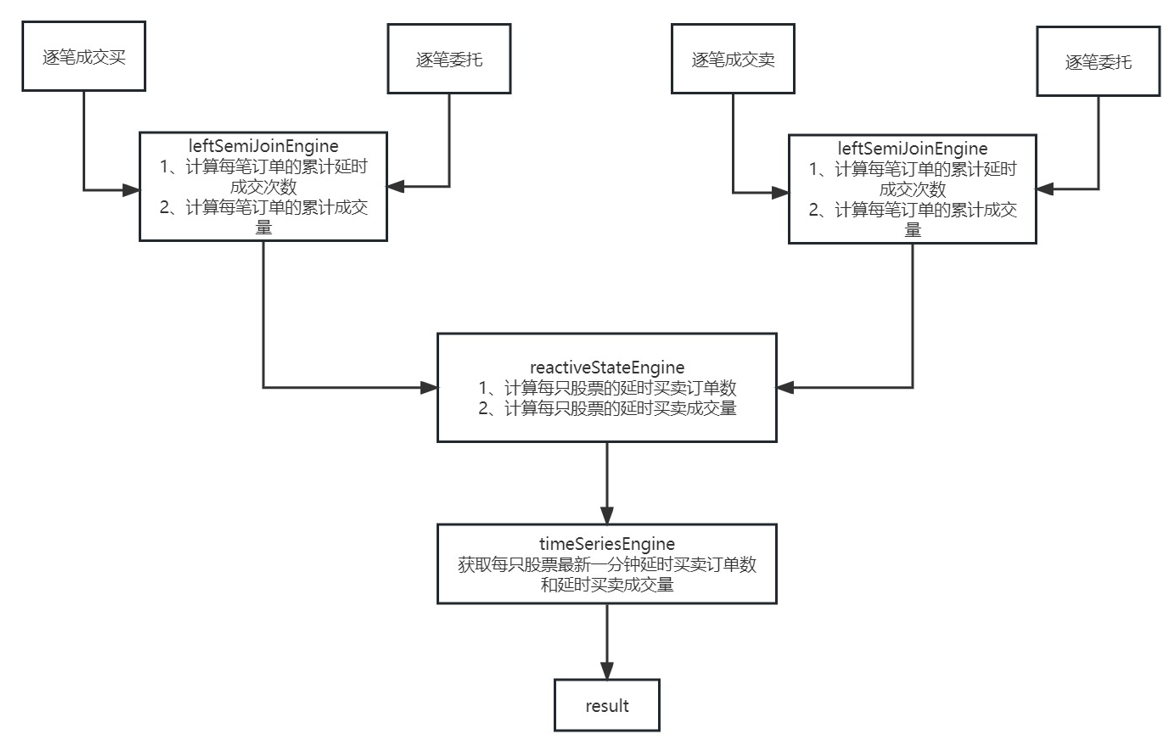 逐笔成交买
逐笔委托
逐笔成交卖
逐笔委托
leftSemiJoinEngine
1、计算每笔订单的累计延时
成交次数
2、计算每笔订单的累计成交
量
leftSemiJoinEngine
1、计算每笔订单的累计延时
成交次数
2、计算每笔订单的累计成交
量
reactiveStateEngine
1、计算每只股票的延时买卖订单数
2、计算每只股票的延时买卖成交量
timeSeriesEngine
获取每只股票最新一分钟延时买卖订单数
和延时买卖成交量
result